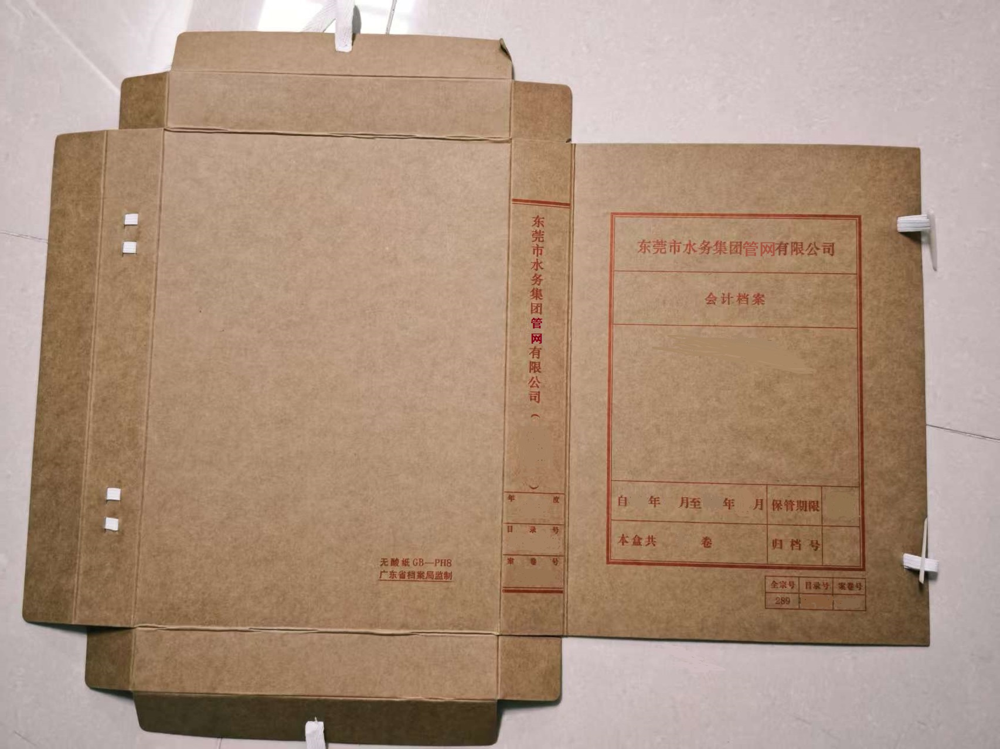 东莞市水务集团管网有限公司
(
)
年 度
目 录 号
案 卷 号
无酸纸 GB—PH8
广东省档案局监制
东莞市水务集团管网有限公司
会计档案
自 年 月至 年 月 保管期限
本盒共 卷 归 档 号
全宗号 目录号 案卷号
289